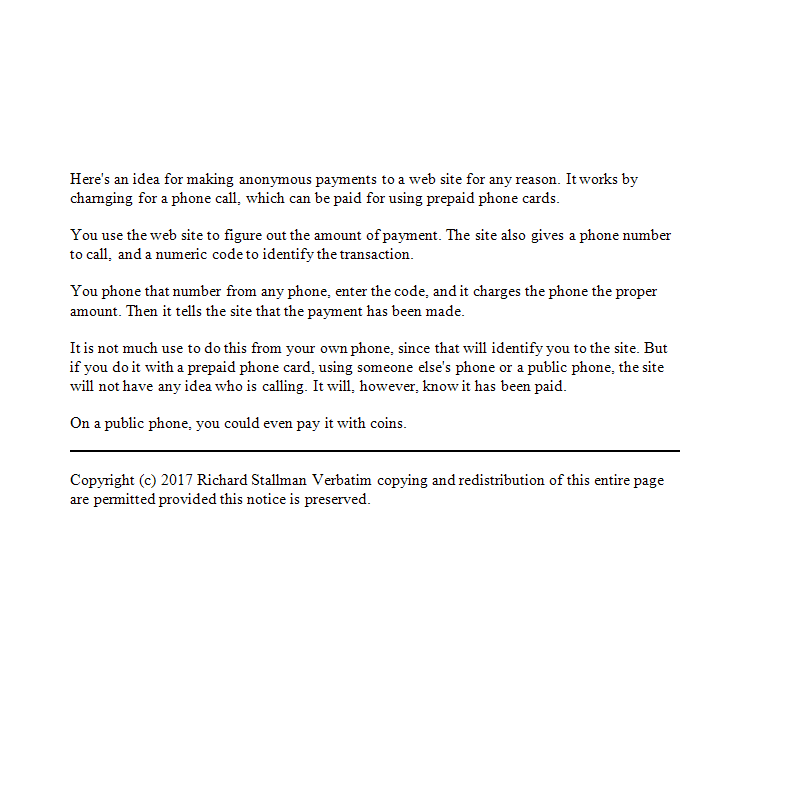 Here's an idea for making anonymous payments to a web site for any reason. It works by
charnging for a phone call, which can be paid for using prepaid phone cards.
You use the web site to figure out the amount of payment. The site also gives a phone number
to call, and a numeric code to identify the transaction.
You phone that number from any phone, enter the code, and it charges the phone the proper
amount. Then it tells the site that the payment has been made.
It is not much use to do this from your own phone, since that will identify you to the site. But
if you do it with a prepaid phone card, using someone else's phone or a public phone, the site
will not have any idea who is calling. It will, however, know it has been paid.
On a public phone, you could even pay it with coins.
Copyright (c) 2017 Richard Stallman Verbatim copying and redistribution of this entire page
are permitted provided this notice is preserved.